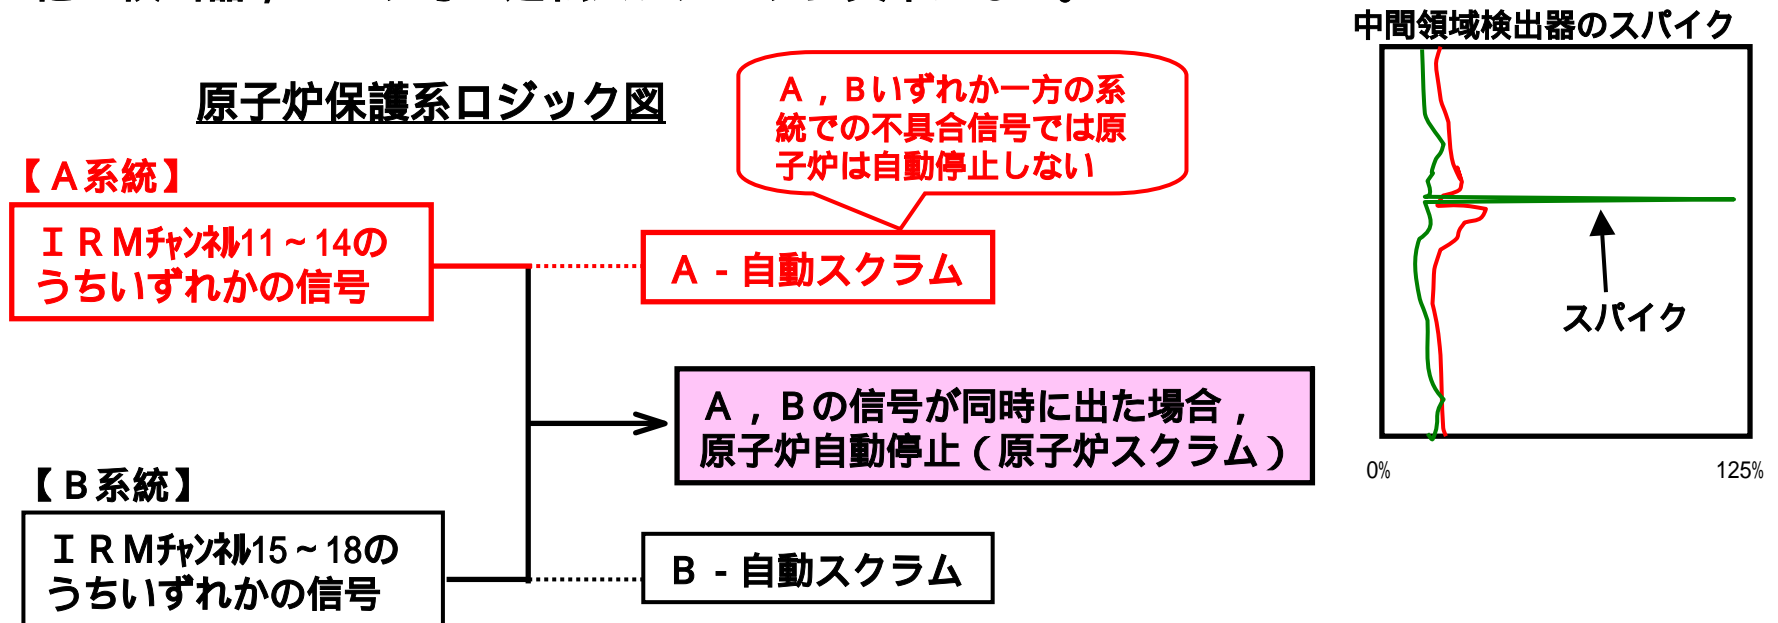 中間領域検出器のスパイク
原子炉保護系ロジック図
A，Bいずれか一方の系
統での不具合信号では原
子炉は自動停止しない
【A系統】
ＩＲＭﾁｬﾝﾈﾙ11～14の
うちいずれかの信号
A－自動スクラム
スパイク
A，Bの信号が同時に出た場合，
原子炉自動停止（原子炉スクラム）
0%
125%
【B系統】
ＩＲＭﾁｬﾝﾈﾙ15～18の
うちいずれかの信号
B－自動スクラム